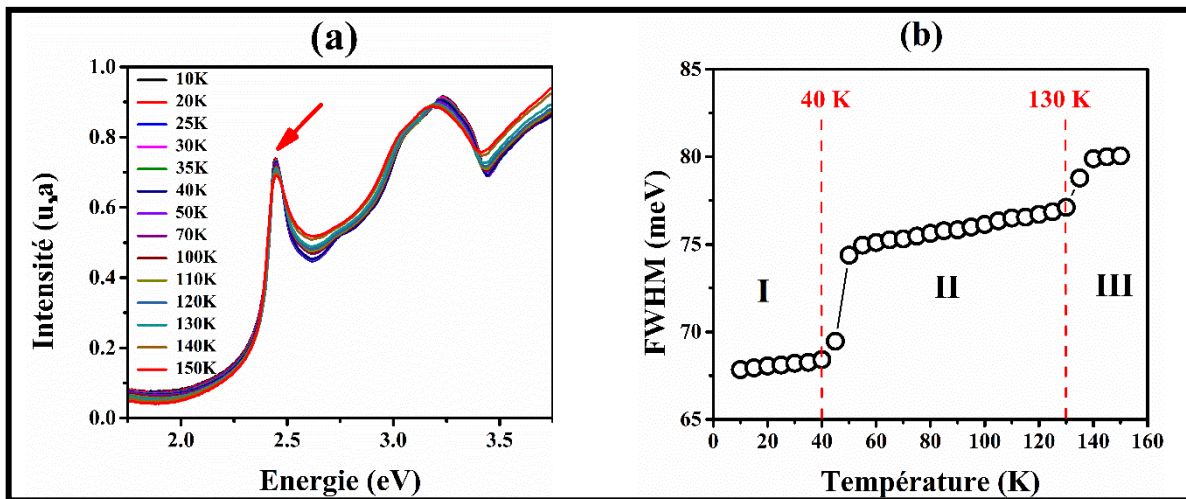 (a)
1.0
0.8
0.6
0.4
0.2
0.0
Intensité (u.a)
10K
20K
25K
30K
35K
40K
50K
70K
100K
110K
120K
130K
140K
150K
2.0
2.5
3.0
3.5
Energie (eV)
(b)
85
80
75
70
65
FWHM (meV)
40 K
130 K
I
II
III
0
20
40
60
80
100
120
140
160
Température (K)